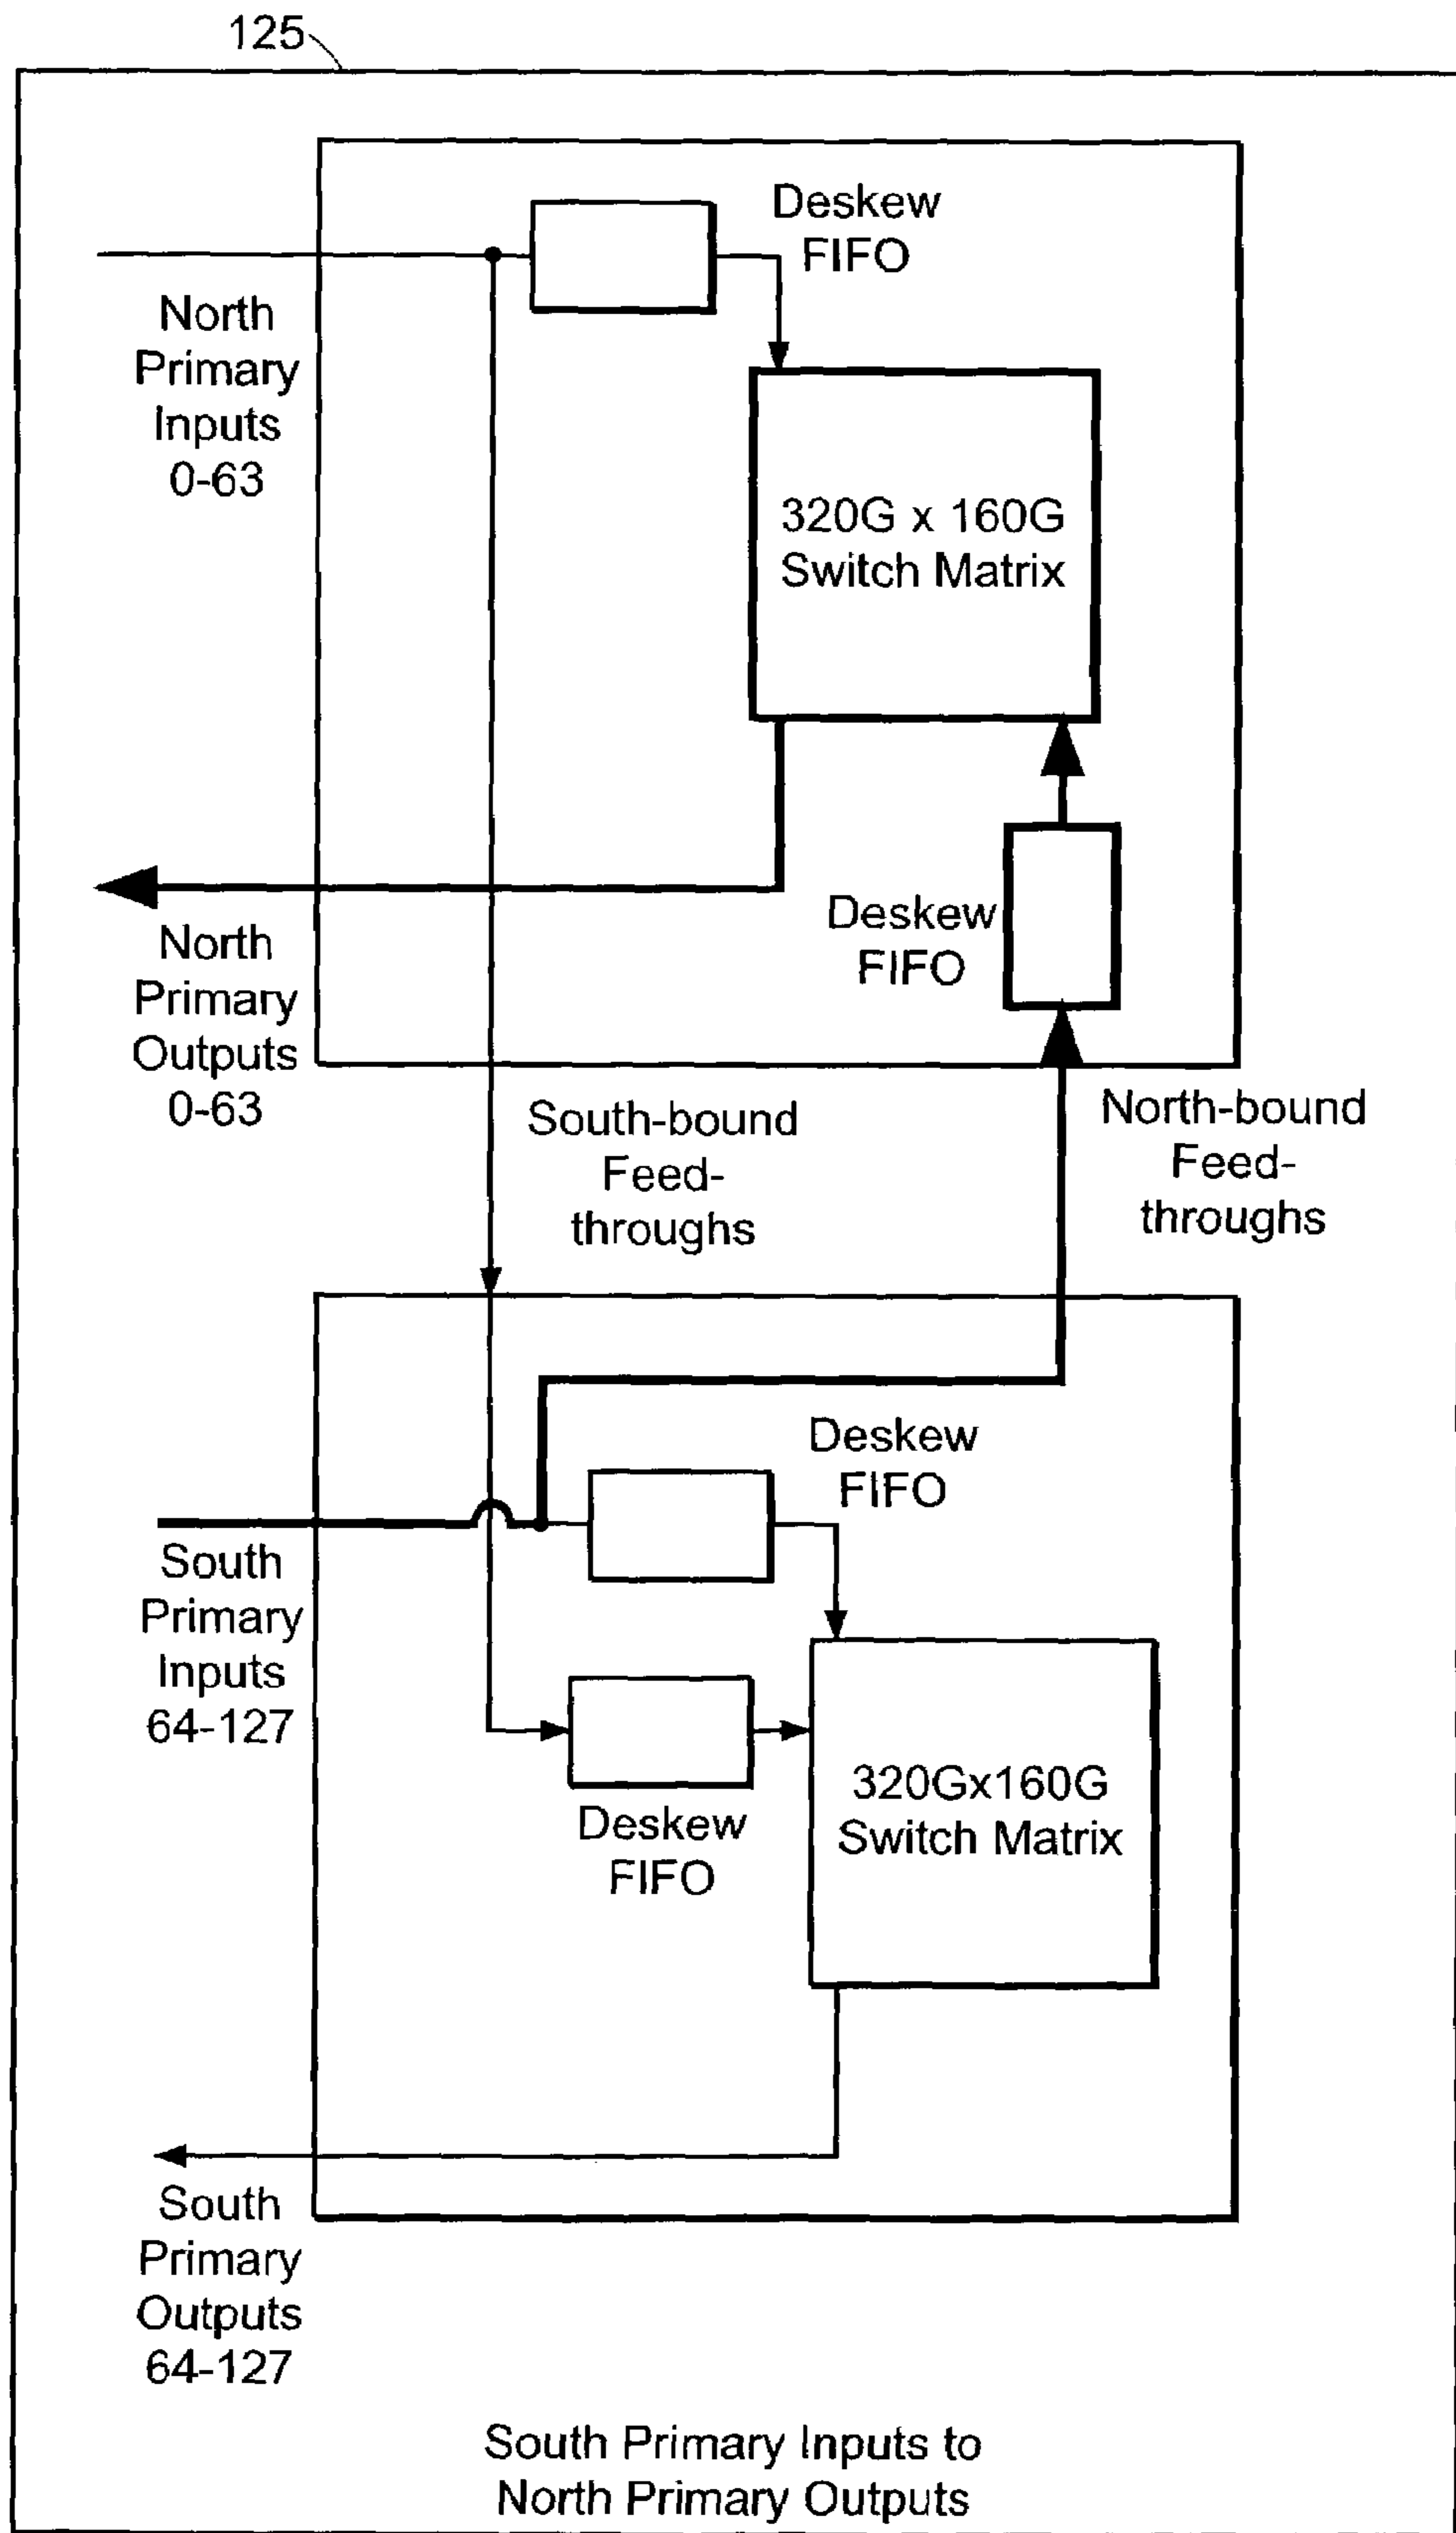 125
Deskew
FIFO
North
Primary
Inputs
0-63
320G x 160G
Switch Matrix
Deskew
FIFO
North
Primary
Outputs
0-63
South-bound
Feed-
throughs
North-bound
Feed-
throughs
Deskew
FIFO
South
Primary
Inputs
64-127
320Gx160G
Switch Matrix
Deskew
FIFO
South
Primary
Outputs
64-127
South Primary Inputs to
North Primary Outputs